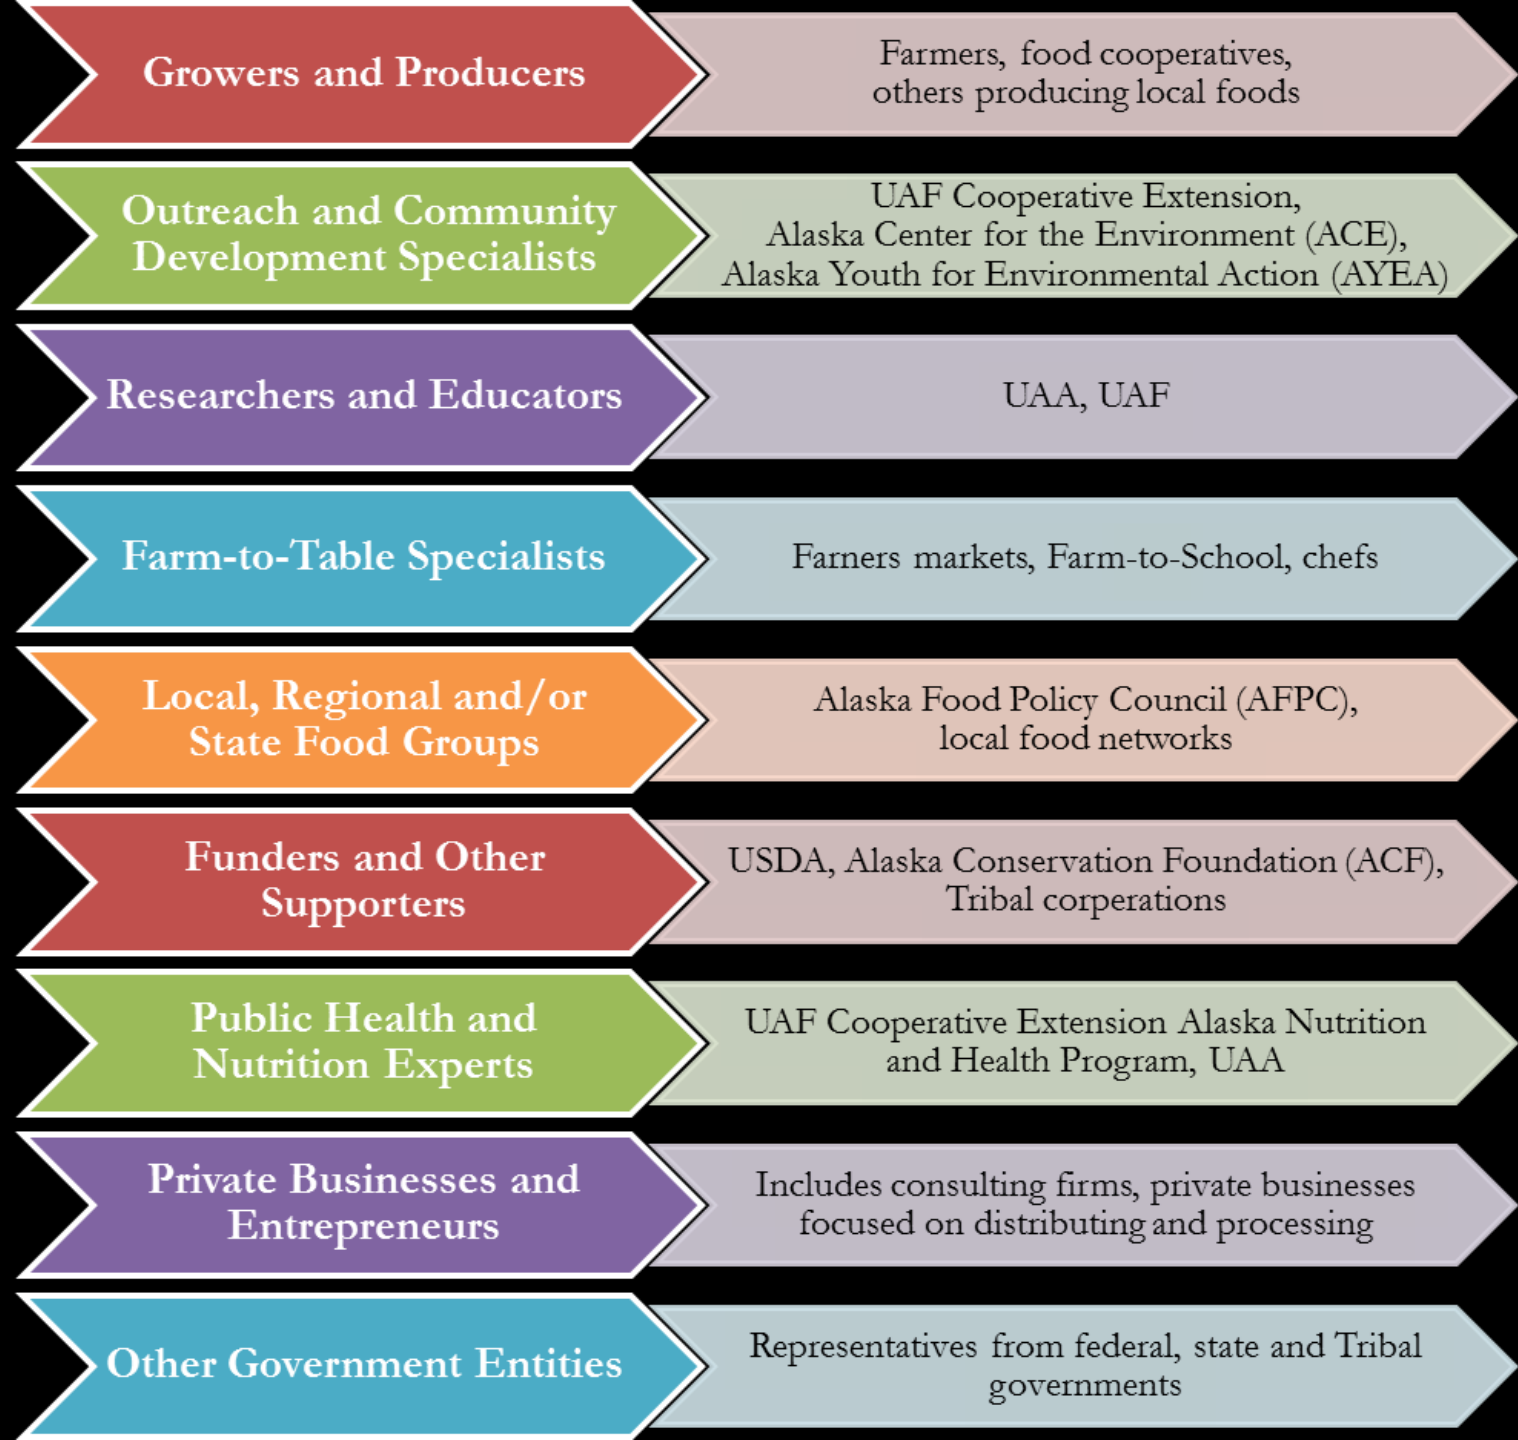 Growers and Producers
Farmers, food cooperatives,
others producing local foods
Outreach and Community
Development Specialists
UAF Cooperative Extension,
Alaska Center for the Environment (ACE),
Alaska Youth for Environmental Action (AYEA)
Researchers and Educators
UAA, UAF
Farm-to-Table Specialists
Farners markets, Farm-to-School, chefs
Local, Regional and/or
State Food Groups
Alaska Food Policy Council (AFPC),
local food networks
Funders and Other
Supporters
USDA, Alaska Conservation Foundation (ACF),
Tribal corperations
Public Health and
Nutrition Experts
UAF Cooperative Extension Alaska Nutrition
and Health Program, UAA
Private Businesses and
Entrepreneurs
Includes consulting firms, private businesses
focused on distributing and processing
Other Government Entities
Representatives from federal, state and Tribal
governments